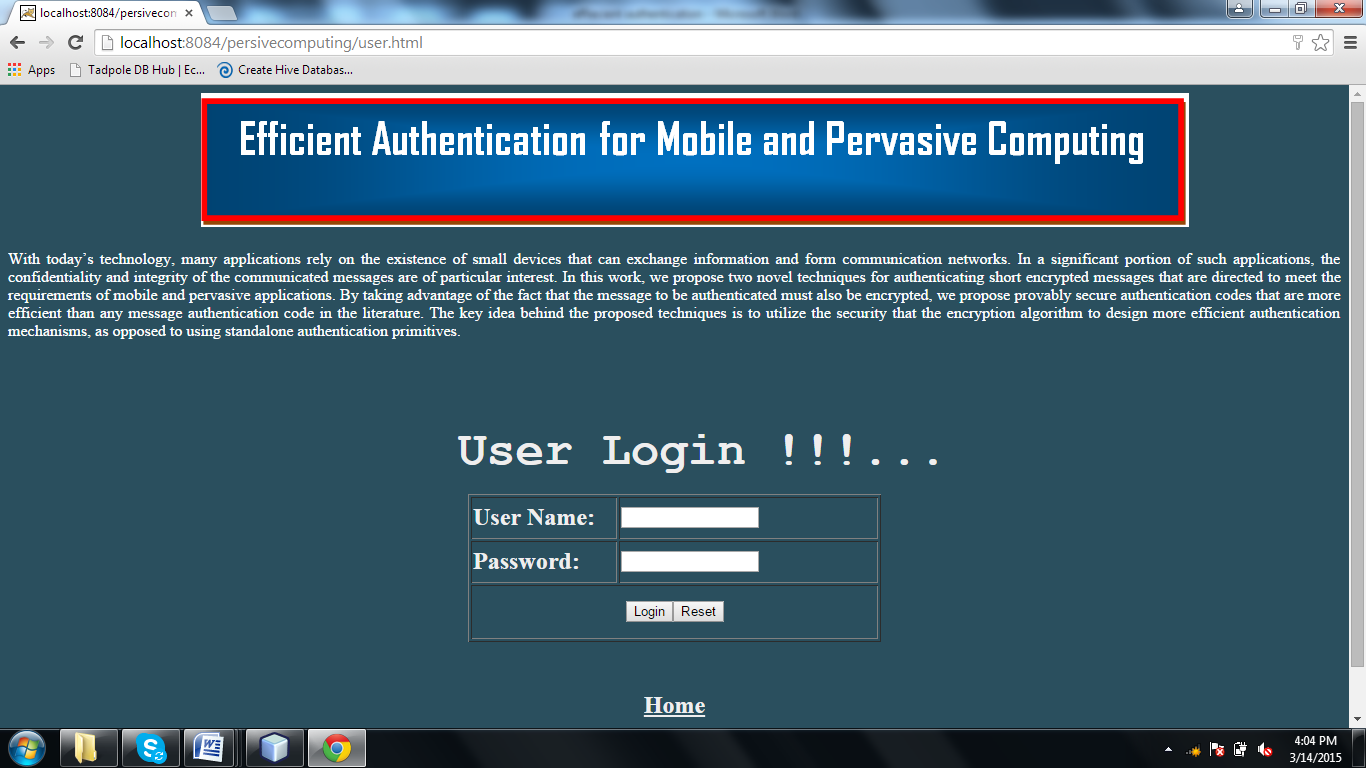 localhost:8084/persivecom
localhost:8084/persivecomputing/user.html
Apps
Tadpole DB Hub | Ec...
Create Hive Databas...
Efficient Authentication for Mobile and Pervasive Computing
With today's technology, many applications rely on the existence of small devices that can exchange information and form communication networks. In a significant portion of such applications, the
confidentiality and integrity of the communicated messages are of particular interest. In this work, we propose two novel techniques for authenticating short encrypted messages that are directed to meet the
requirements of mobile and pervasive applications. By taking advantage of the fact that the message to be authenticated must also be encrypted, we propose provably secure authentication codes that are more
efficient than any message authentication code in the literature. The key idea behind the proposed techniques is to utilize the security that the encryption algorithm to design more efficient authentication
mechanisms, as opposed to using standalone authentication primitives.
User Login !!!...
User Name:
Password:
Login Reset
Home
4:04 PM
3/14/2015